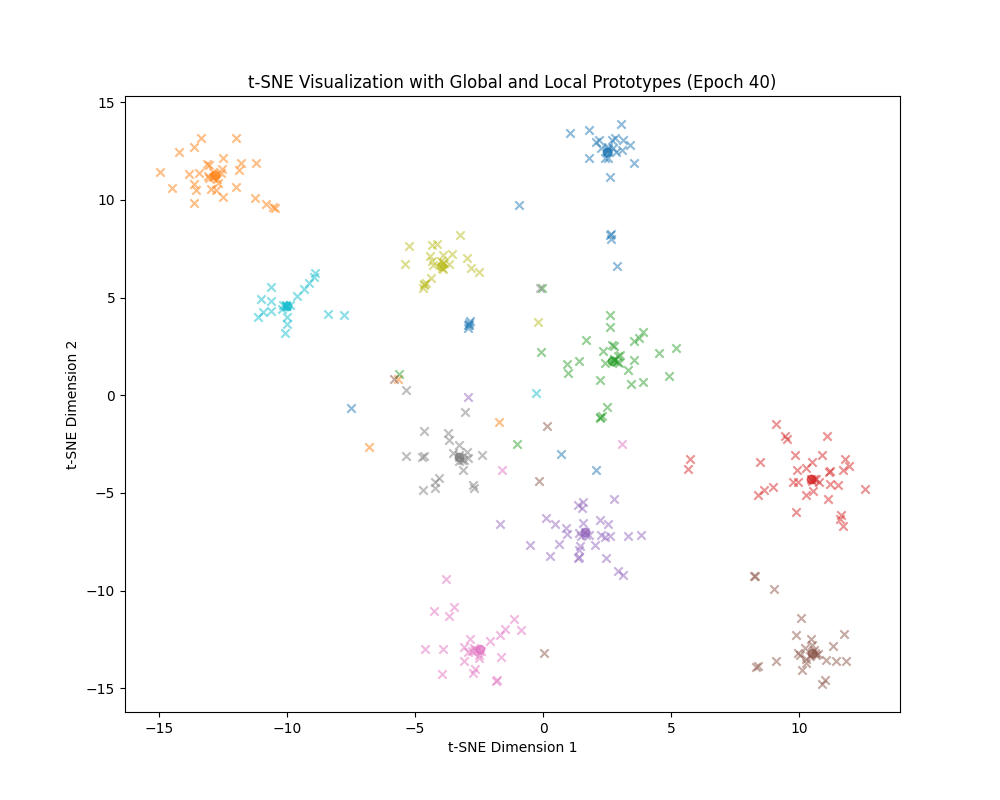 t-SNE Visualization with Global and Local Prototypes (Epoch 40)
15
10
5
0
−5
−10
−15
t-SNE Dimension 2
−15 −10 −5 0 5 10
t-SNE Dimension 1